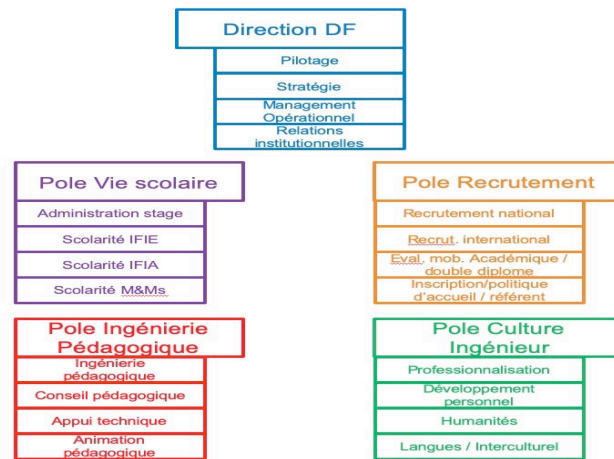 Direction DF
Pilotage
Stratégie
Management
Opérationnel
Relations
institutionnelles
Pole Vie scolaire
Administration stage
Scolarité IFIE
Scolarité IFIA
Scolarité M&Ms
Pole Recrutement
Recrutement national
Recrut. international
Eval. mob. Académique /
double diplome
Inscription/politique
d'accueil / référent
Pole Ingénierie
Pédagogique
Ingénierie
pédagogique
Conseil pédagogique
Appui technique
Animation
pédagogique
Pole Culture
Ingénieur
Professionnalisation
Développement
personnel
Humanités
Langues / Interculturel